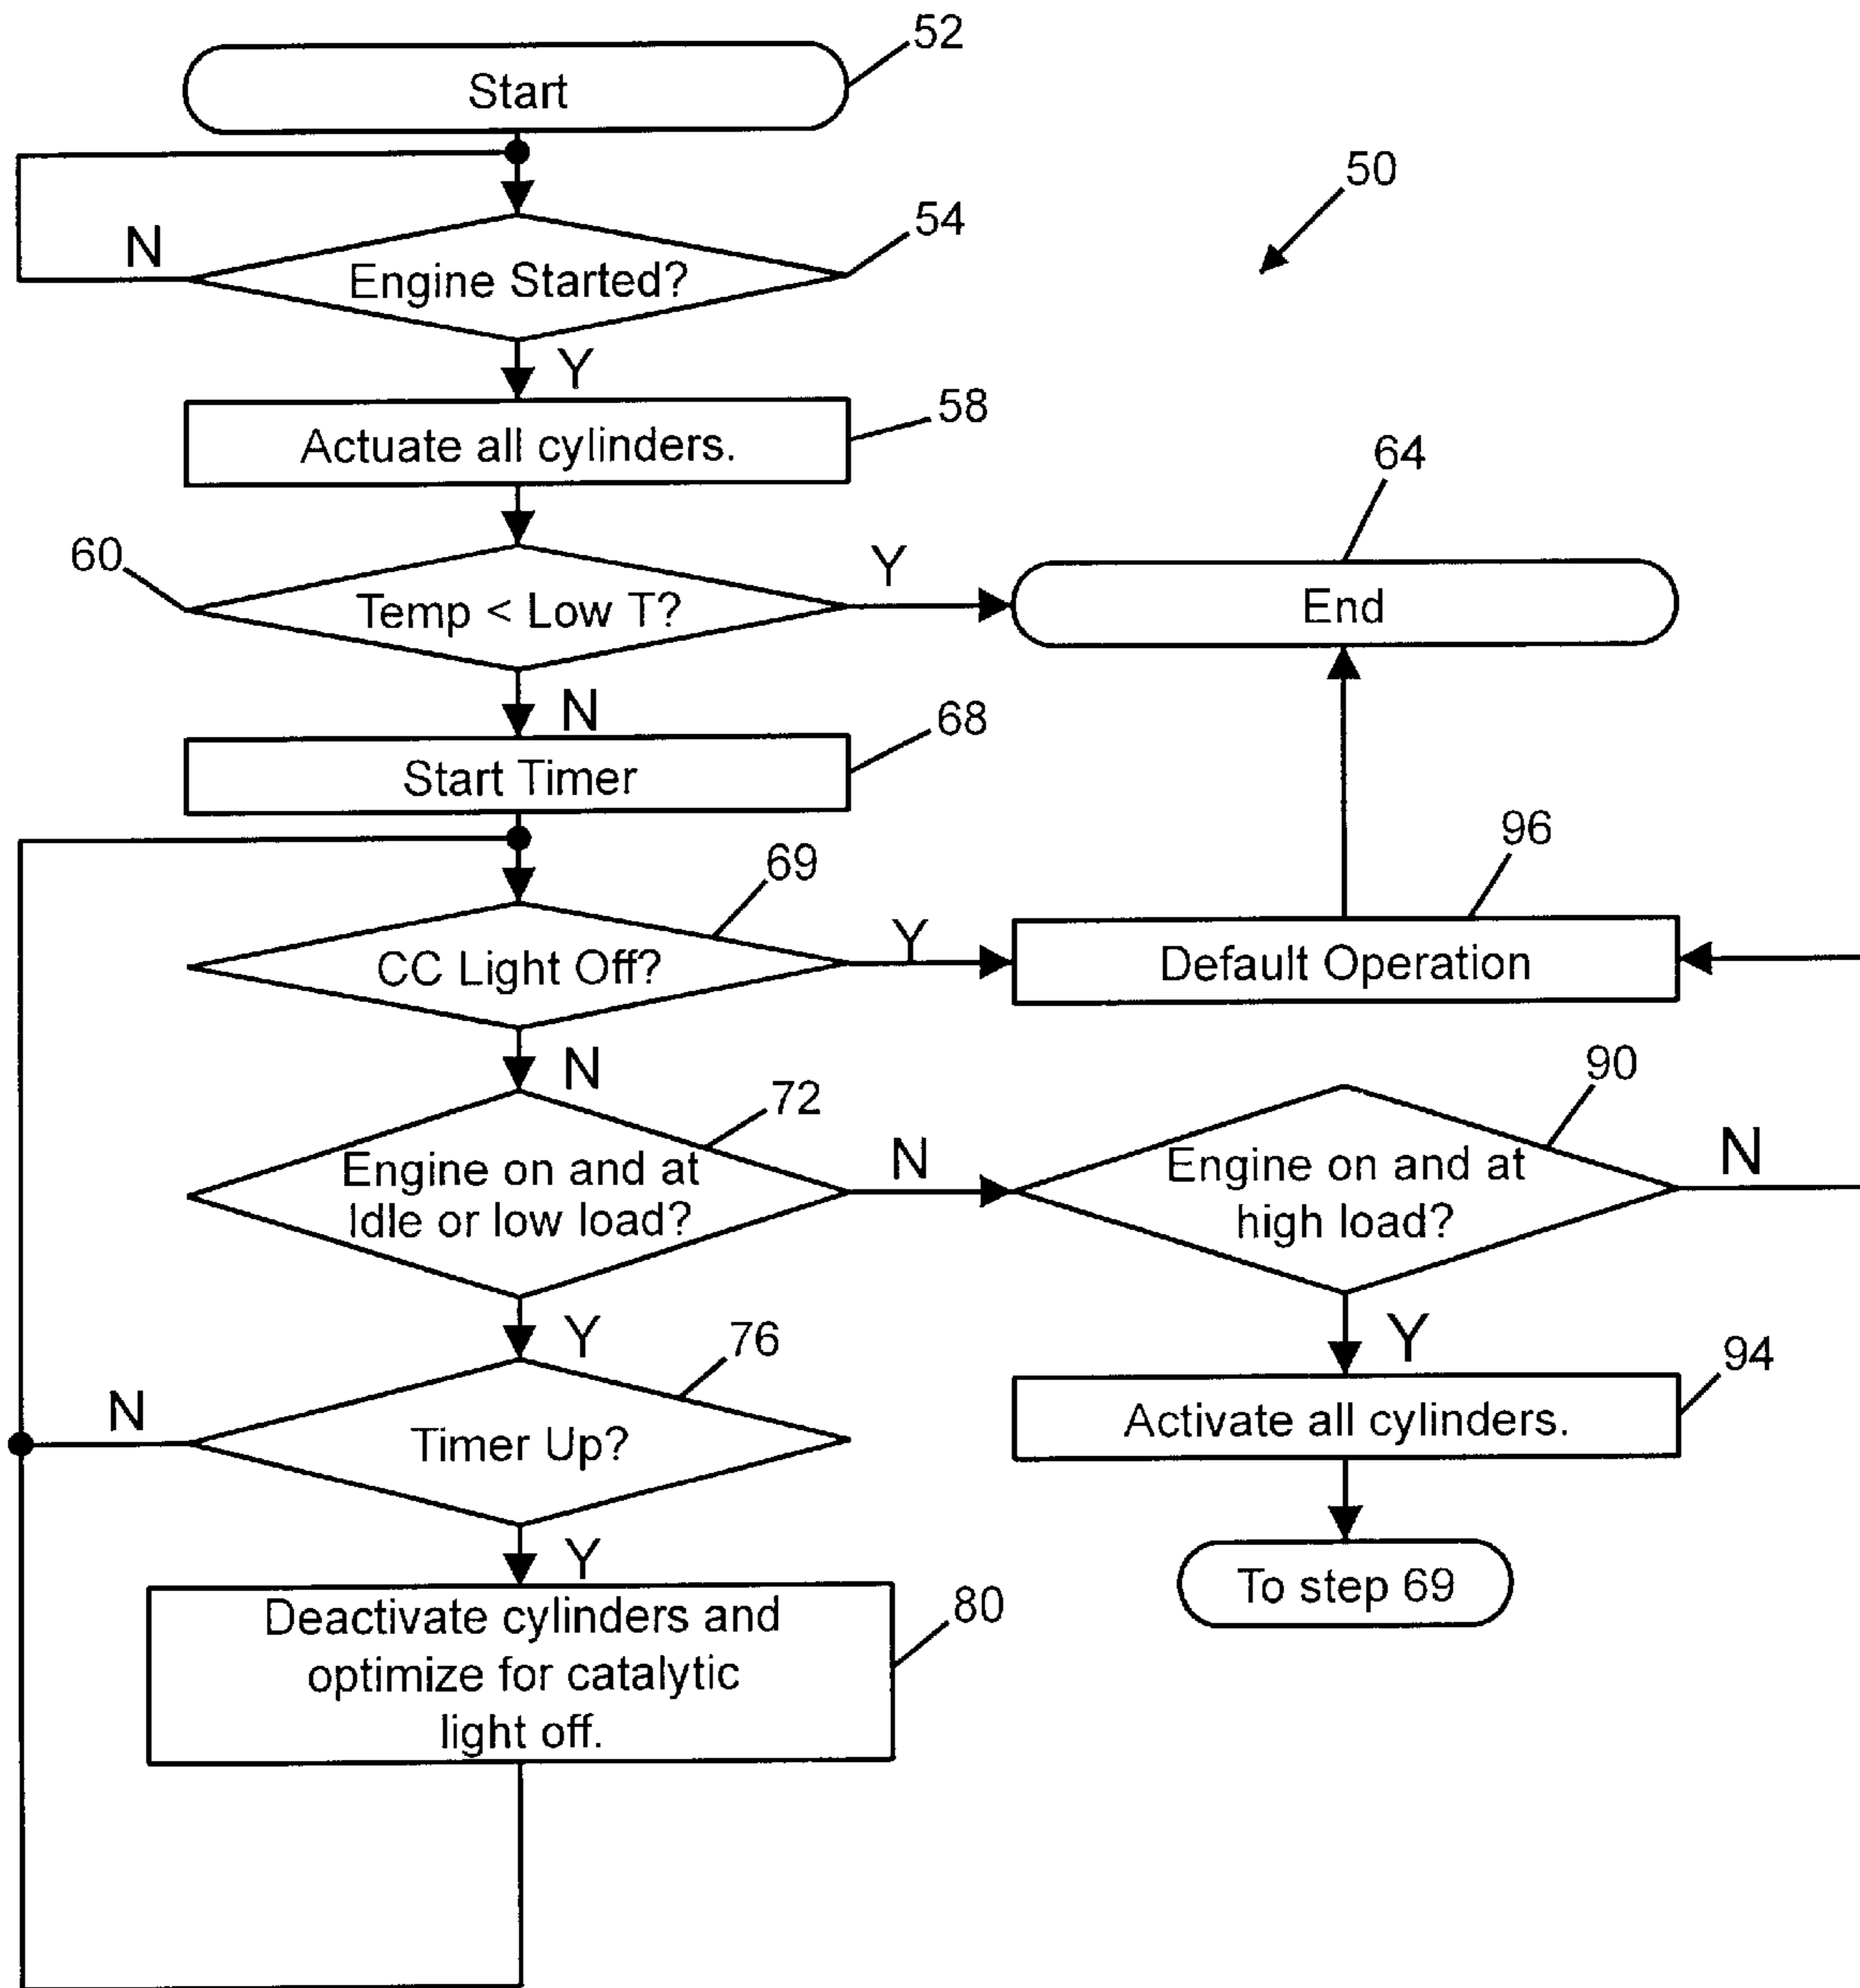 52
Start
50
54
N
Engine Started?
Y
58
Actuate all cylinders.
64
60
Y
Temp < Low T?
End
N
68
Start Timer
96
69
Y
CC Light Off?
Default Operation
N
90
72
Engine on and at
Idle or low load?
N
Engine on and at
high load?
N
Y
76
Y
94
N
Timer Up?
Activate all cylinders.
Y
To step 69
Deactivate cylinders and
optimize for catalytic
light off.
80